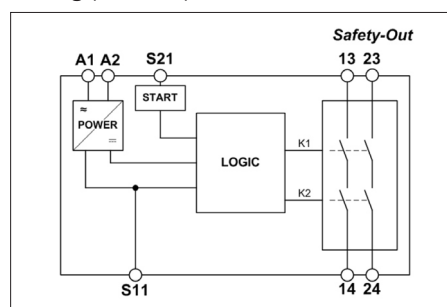 Safety-Out
A1 A2 S21 13 23
START
≈
POWER
K1
LOGIC
K2
S11 14 24